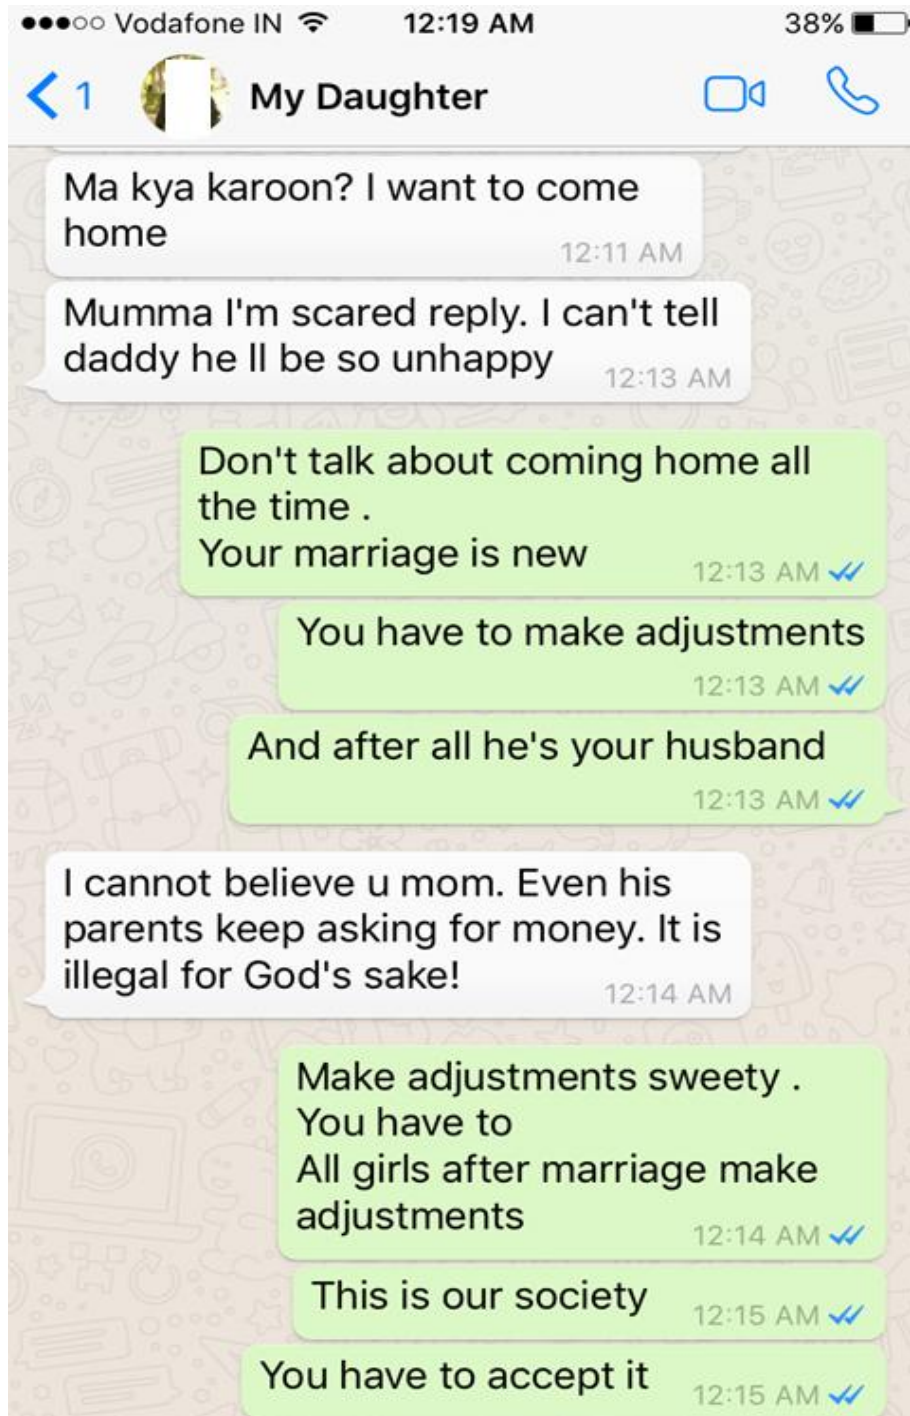 Vodafone IN 12:19 AM 38%
1 My Daughter
Ma kya karoon? I want to come
home
12:11 AM
Mumma I'm scared reply. I can't tell
daddy he ll be so unhappy
12:13 AM
Don't talk about coming home all
the time .
Your marriage is new
12:13 AM
You have to make adjustments
12:13 AM
And after all he's your husband
12:13 AM
I cannot believe u mom. Even his
parents keep asking for money. It is
illegal for God's sake!
12:14 AM
Make adjustments sweety .
You have to
All girls after marriage make
adjustments
12:14 AM
This is our society
12:15 AM
You have to accept it
12:15 AM